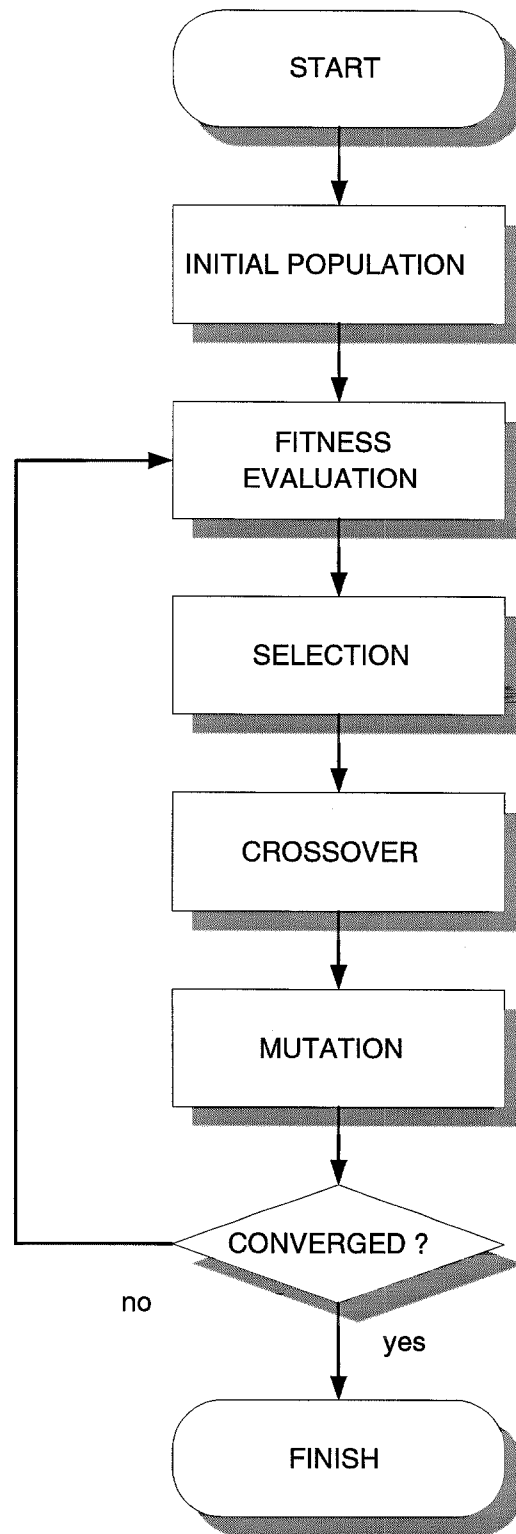 START
INITIAL POPULATION
FITNESS
EVALUATION
SELECTION
CROSSOVER
MUTATION
CONVERGED ?
no
yes
FINISH